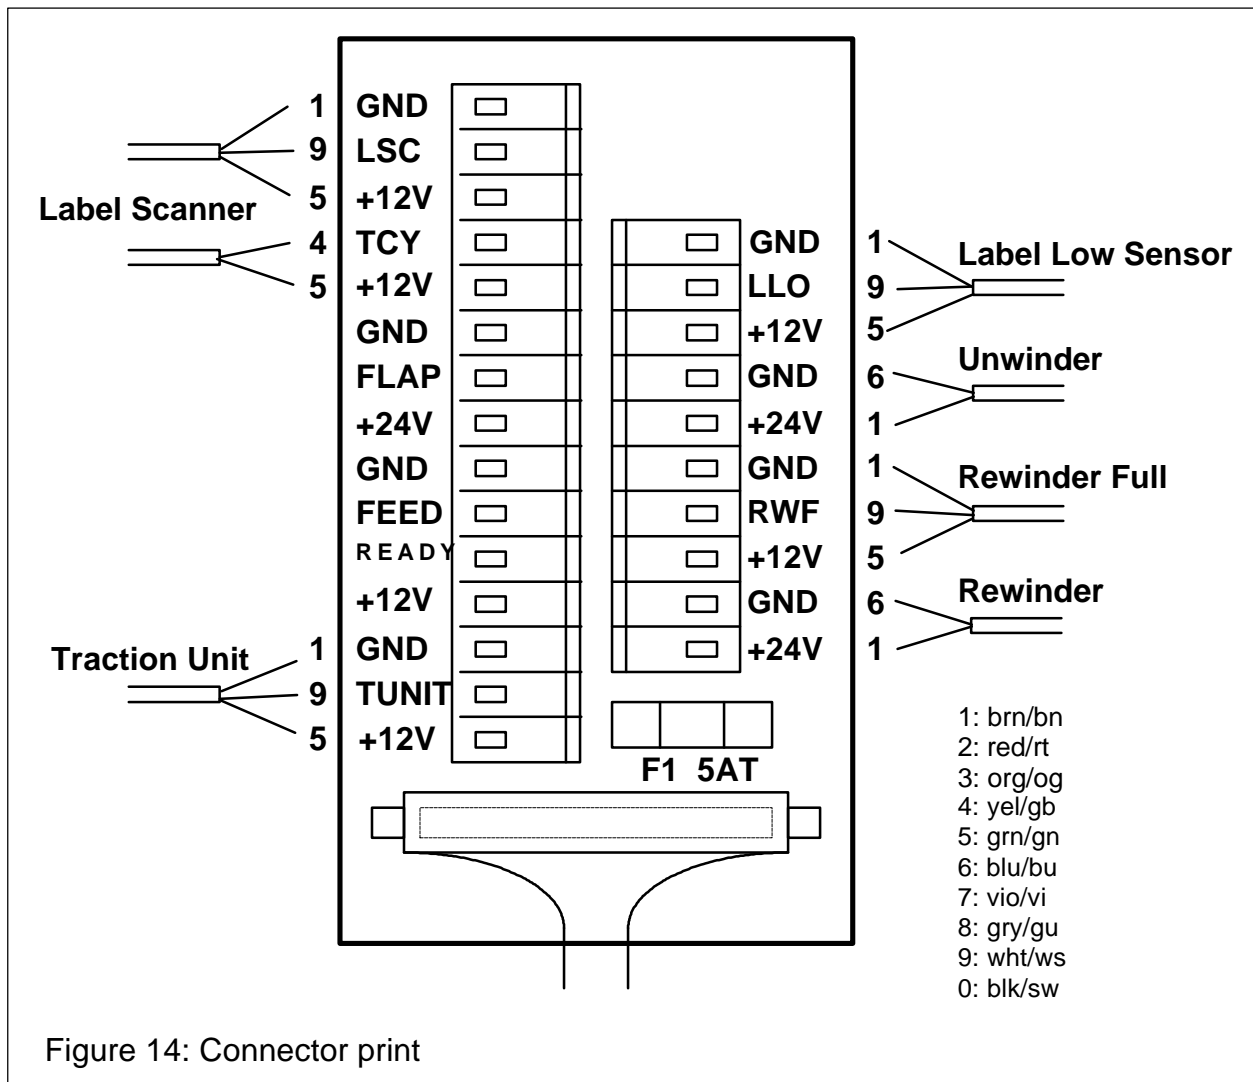 1 GND
9 LSC
5 +12V
Label Scanner
4 TCY
5 +12V
GND
FLAP
+24V
GND
FEED
READY
+12V
Traction Unit
1 GND
9 TUNIT
5 +12V
GND 1
Label Low Sensor
LLO 9
+12V 5
Unwinder
GND 6
+24V 1
GND 1
Rewinder Full
RWF 9
+12V 5
Rewinder
GND 6
+24V 1
F1 5AT
1: brn/bn
2: red/rt
3: org/og
4: yel/gb
5: grn/gn
6: blu/bu
7: vio/vi
8: gry/gu
9: wht/ws
0: blk/sw
Figure 14: Connector print